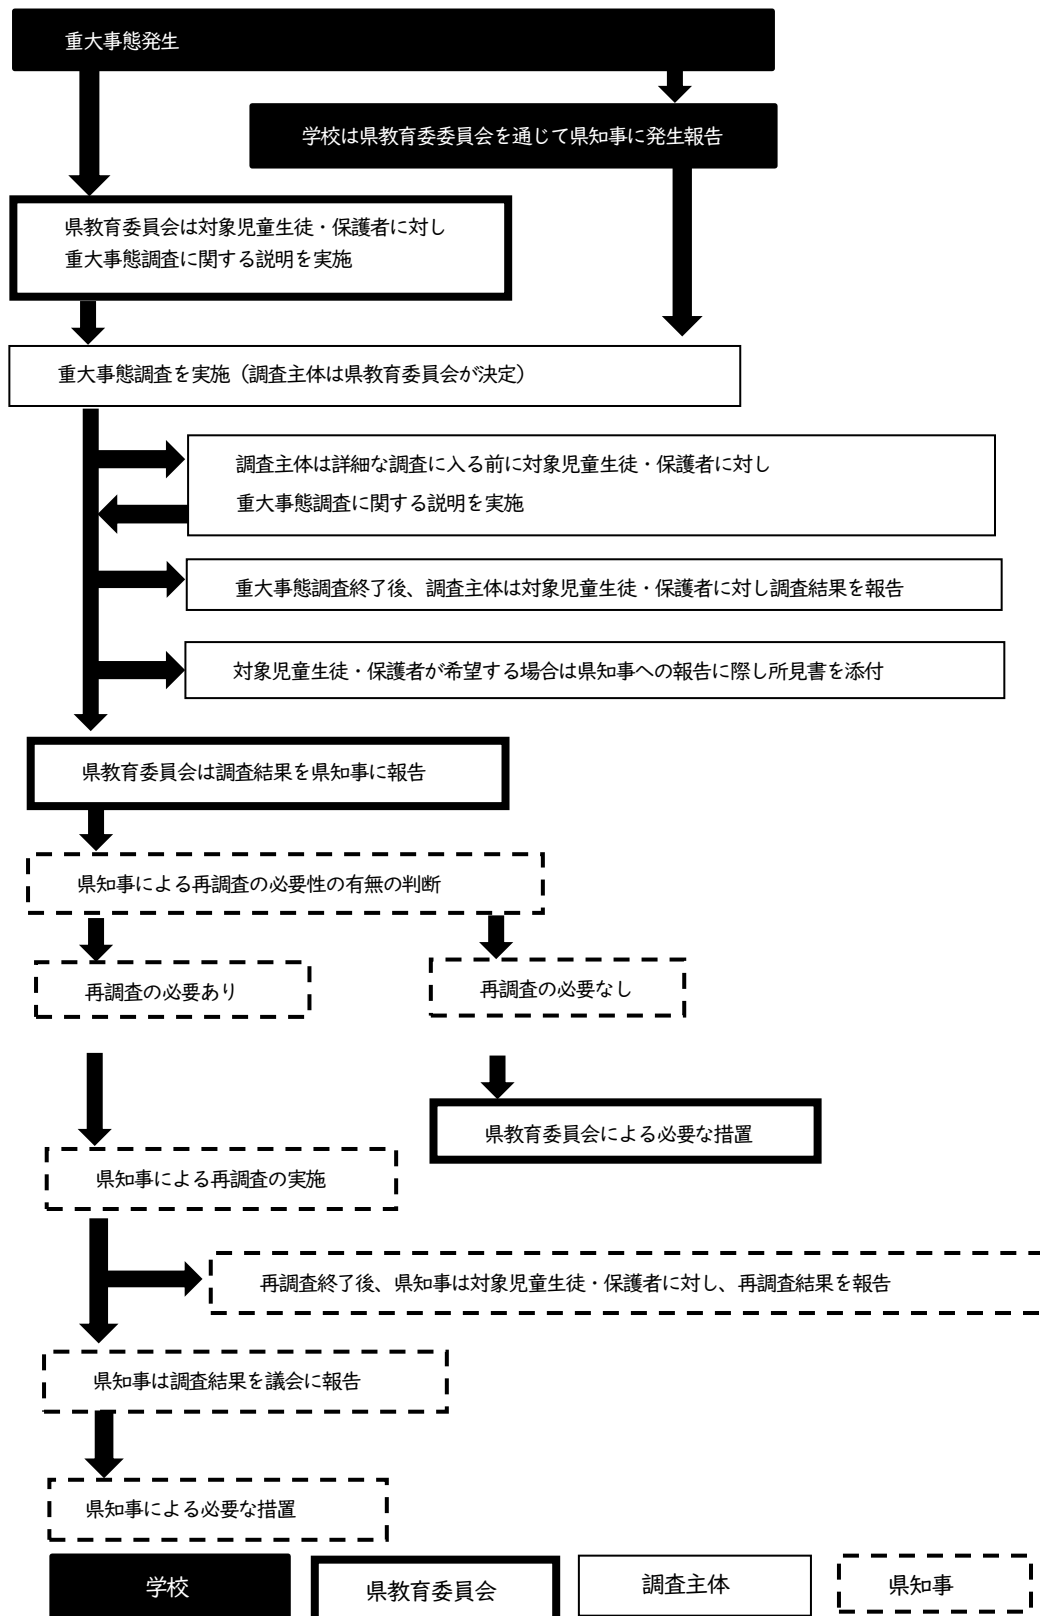 重大事態発生
学校は県教育委委員会を通じて県知事に発生報告
県教育委員会は対象児童生徒・保護者に対し
重大事態調査に関する説明を実施
重大事態調査を実施（調査主体は県教育委員会が決定）
調査主体は詳細な調査に入る前に対象児童生徒・保護者に対し
重大事態調査に関する説明を実施
重大事態調査終了後、調査主体は対象児童生徒・保護者に対し調査結果を報告
対象児童生徒・保護者が希望する場合は県知事への報告に際し所見書を添付
県教育委員会は調査結果を県知事に報告
県知事による再調査の必要性の有無の判断
再調査の必要あり
再調査の必要なし
県教育委員会による必要な措置
県知事による再調査の実施
再調査終了後、県知事は対象児童生徒・保護者に対し、再調査結果を報告
県知事は調査結果を議会に報告
県知事による必要な措置
学校
県教育委員会
調査主体
県知事